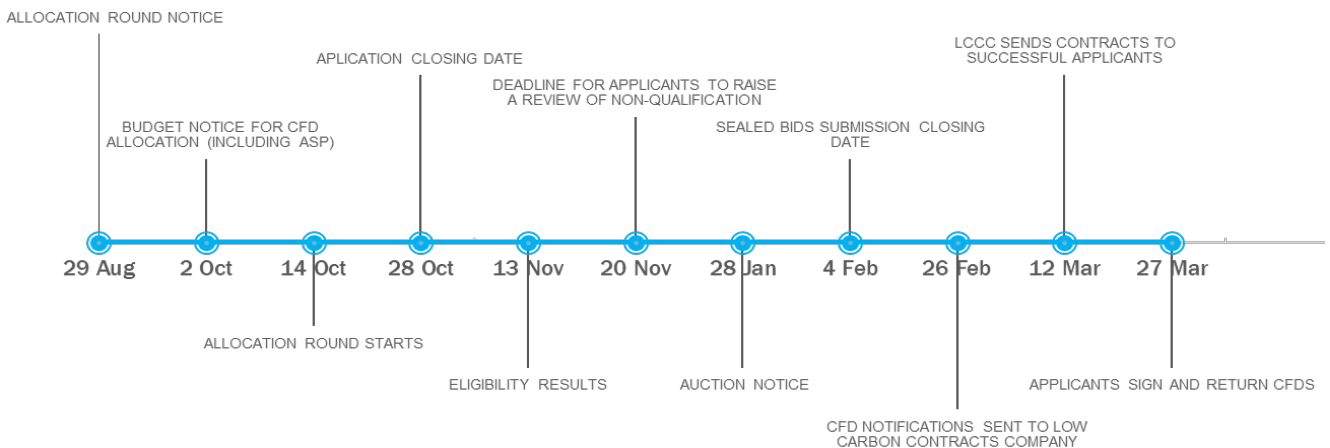 ALLOCATION ROUND NOTICE
LCCC SENDS CONTRACTS TO
SUCCESSFUL APPLICANTS
APLICATION CLOSING DATE
DEADLINE FOR APPLICANTS TO RAISE
A REVIEW OF NON-QUALIFICATION
BUDGET NOTICE FOR CFD
ALLOCATION (INCLUDING ASP)
SEALED BIDS SUBMISSION CLOSING
DATE
29 Aug
2 Oct
14 Oct
28 Oct
13 Nov
20 Nov
28 Jan
4 Feb
26 Feb
12 Mar
27 Mar
ALLOCATION ROUND STARTS
ELIGIBILITY RESULTS
AUCTION NOTICE
APPLICANTS SIGN AND RETURN CFDS
CFD NOTIFICATIONS SENT TO LOW
CARBON CONTRACTS COMPANY